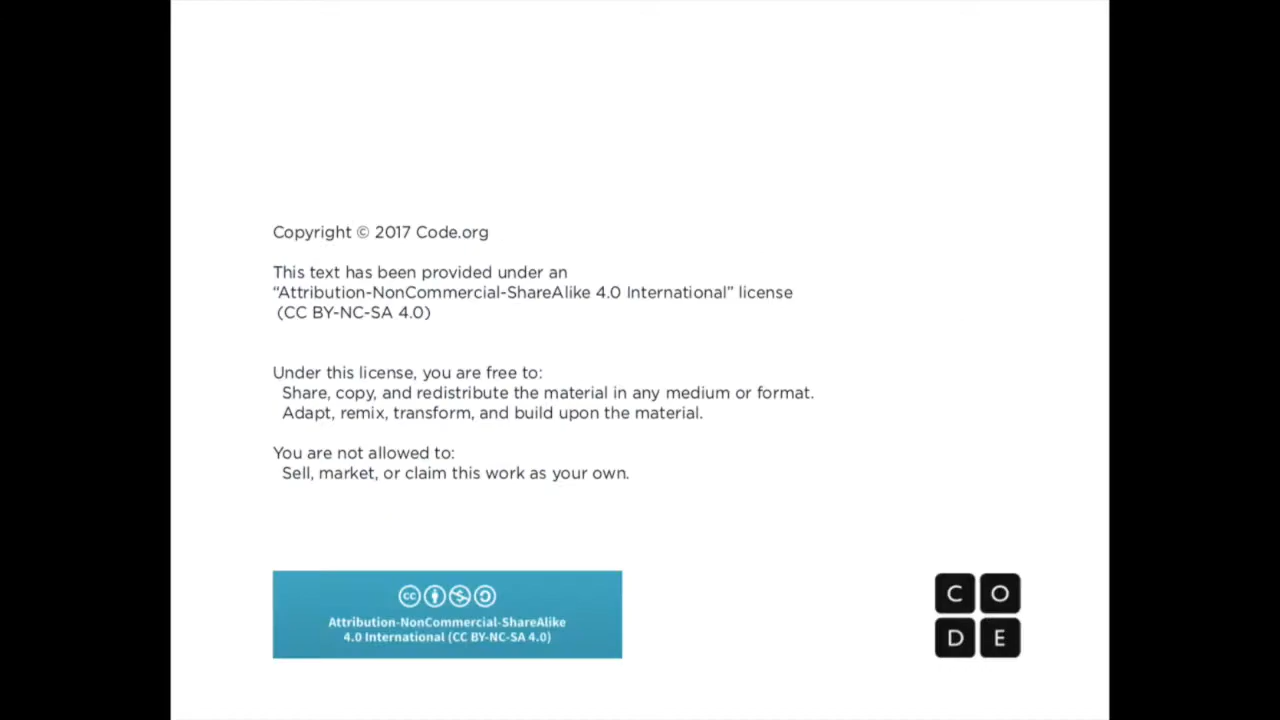 Copyright © 2017 Code.org
This text has been provided under an
“Attribution-NonCommercial-ShareAlike 4.0 International” license
(CC BY-NC-SA 4.0)
Under this license, you are free to:
Share, copy, and redistribute the material in any medium or format.
Adapt, remix, transform, and build upon the material.
You are not allowed to:
Sell, market, or claim this work as your own.
cc
Attribution-NonCommercial-ShareAlike
4.0 International (CC BY-NC-SA 4.0)
C O
D E